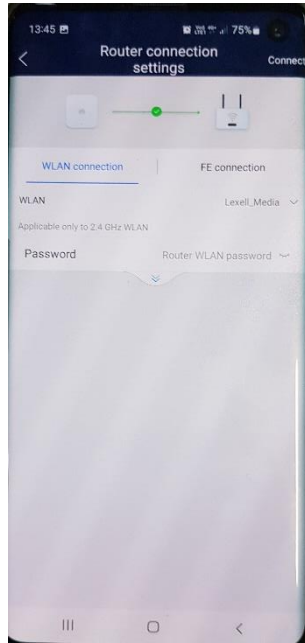 13:45 75%
Router connection
settings
Connect
WLAN connection
FE connection
WLAN Lexell_Media
Applicable only to 2.4 GHz WLAN
Password Router WLAN password